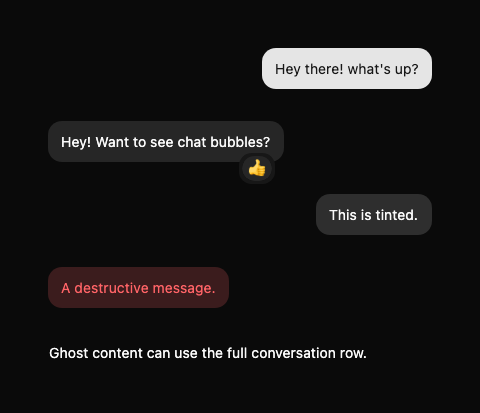 Hey there! what's up?
Hey! Want to see chat bubbles?
👍
This is tinted.
A destructive message.
Ghost content can use the full conversation row.